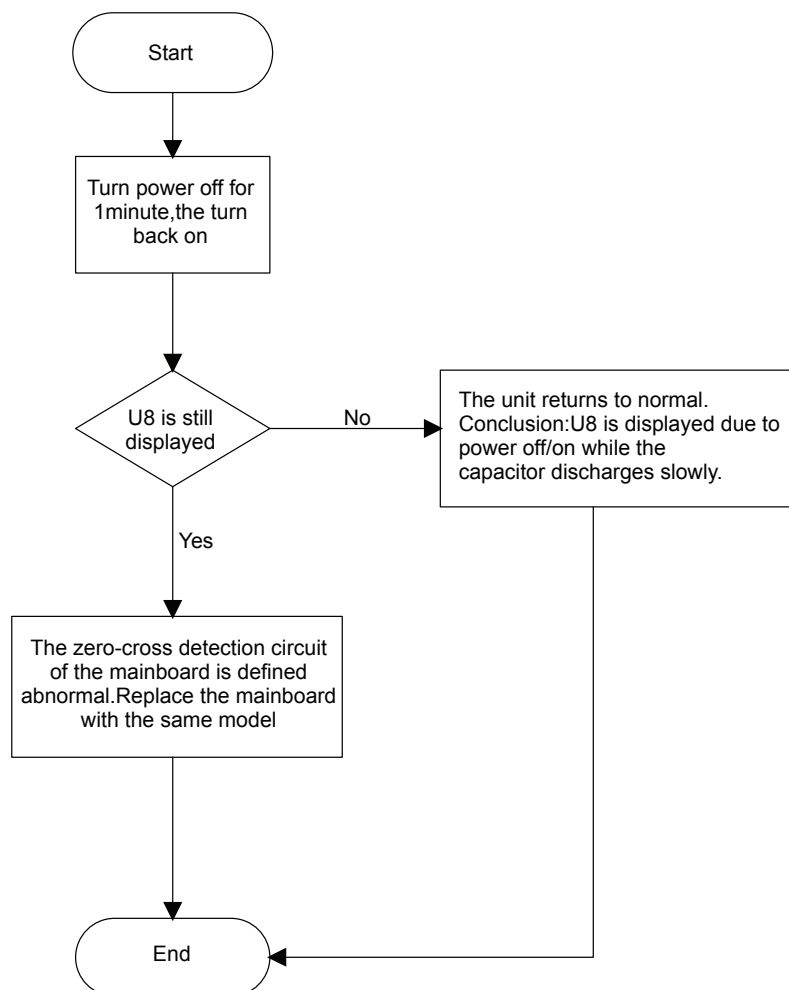 Start
Turn power off for
1minute,the turn
back on
U8 is still
displayed
No
The unit returns to normal.
Conclusion:U8 is displayed due to
power off/on while the
capacitor discharges slowly.
Yes
The zero-cross detection circuit
of the mainboard is defined
abnormal.Replace the mainboard
with the same model
End